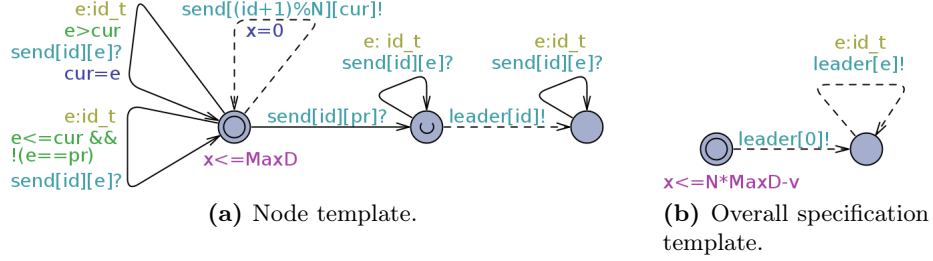 e:id_t
e>cur
send[id][e]?
cur=e
send[(id+1)%N][cur]!
x=0
e:id_t
e<=cur &&
!(e==pr)
send[id][e]?
send[id][pr]?
x<=MaxD
e: id_t
send[id][e]?
leader[id]!
e:id_t
send[id][e]?
(a) Node template.
e:id_t
leader[e]!
leader[0]!
x<=N*MaxD-v
(b) Overall specification
template.